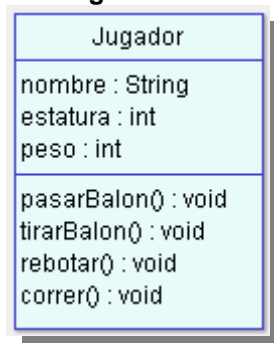 Jugador
nombre : String
estatura : int
peso : int
pasarBalon() : void
tirarBalon() : void
rebotar() : void
correr() : void